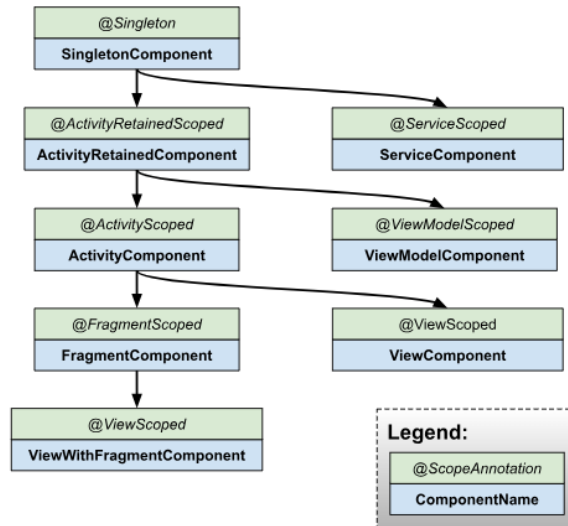 @Singleton
SingletonComponent
@ActivityRetainedScoped
ActivityRetainedComponent
@ServiceScoped
ServiceComponent
@ActivityScoped
ActivityComponent
@ViewModelScoped
ViewModelComponent
@FragmentScoped
FragmentComponent
@ViewScoped
ViewComponent
@ViewScoped
ViewWithFragmentComponent
Legend:
@ScopeAnnotation
ComponentName